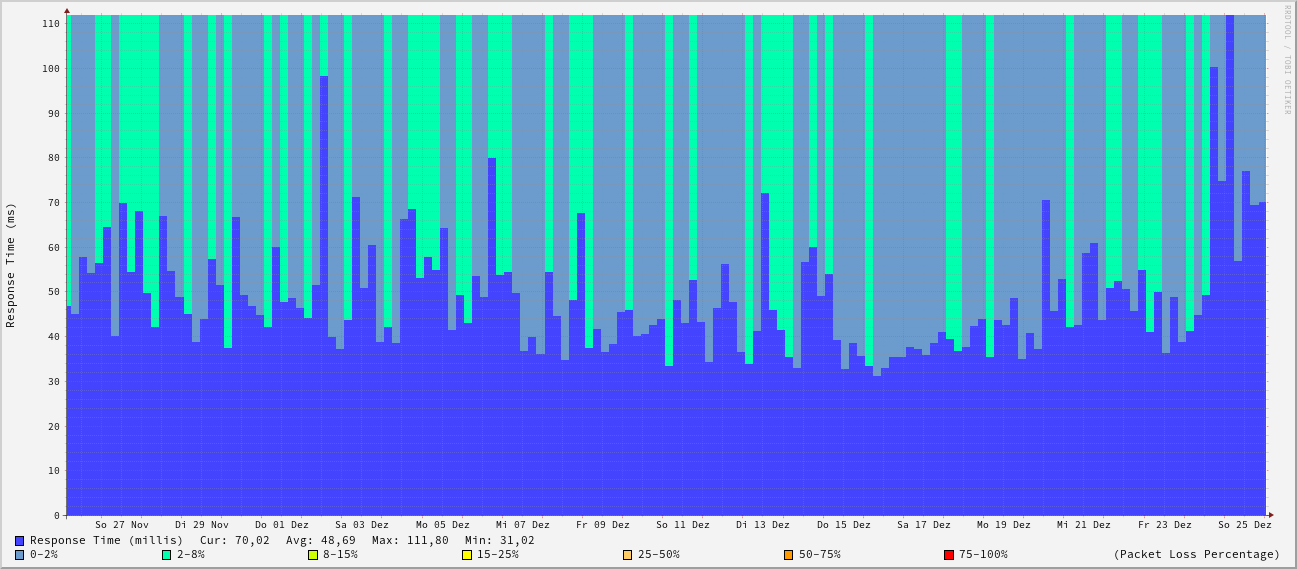 RRDTOOL / TOBI OETIKER
Response Time (ms)
110
100
90
80
70
60
50
40
30
20
10
0
So 27 Nov Di 29 Nov Do 01 Dez Sa 03 Dez Mo 05 Dez Mi 07 Dez Fr 09 Dez So 11 Dez Di 13 Dez Do 15 Dez Sa 17 Dez Mo 19 Dez Mi 21 Dez Fr 23 Dez So 25 Dez
Response Time (millis) Cur: 70,02 Avg: 48,69 Max: 111,80 Min: 31,02
0-2% 2-8% 8-15% 15-25% 25-50% 50-75% 75-100% (Packet Loss Percentage)